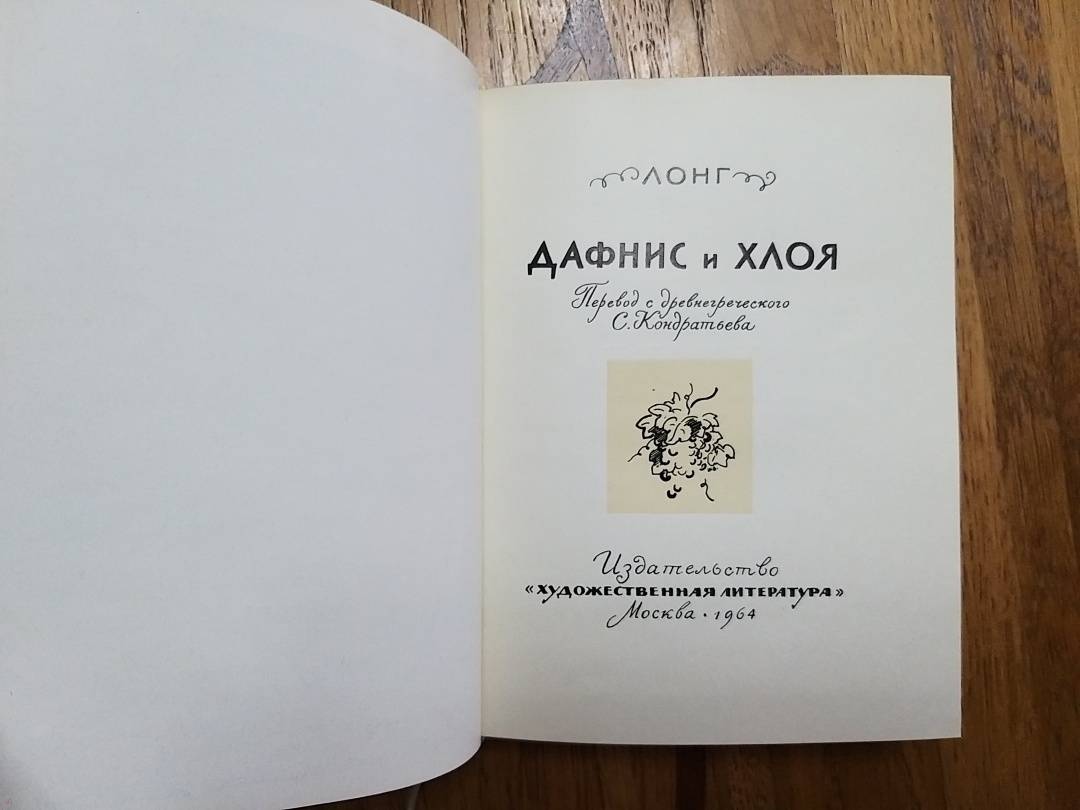 ЛОНГ
ДАФНИС и ХЛОЯ
Перевод с древнегреческого
С. Кондратьева
Издательство
«ХУДОЖЕСТВЕННАЯ ЛИТЕРАТУРА»
Москва · 1964